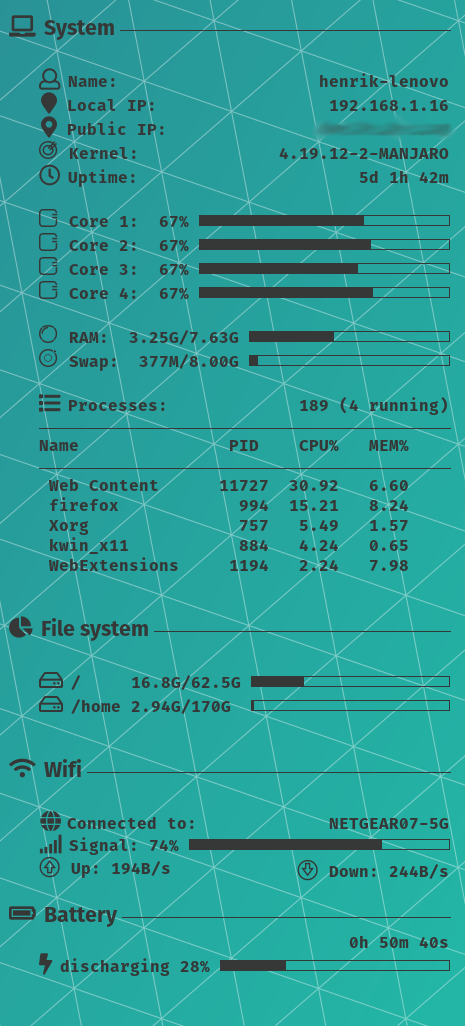 System
Name: henrik-lenovo
Local IP: 192.168.1.16
Public IP:
Kernel: 4.19.12-2-MANJARO
Uptime: 5d 1h 42m
Core 1: 67%
Core 2: 67%
Core 3: 67%
Core 4: 67%
RAM: 3.25G/7.63G
Swap: 377M/8.00G
Processes: 189 (4 running)
Name PID CPU% MEM%
Web Content 11727 30.92 6.60
firefox 994 15.21 8.24
Xorg 757 5.49 1.57
kwin_x11 884 4.24 0.65
WebExtensions 1194 2.24 7.98
File system
/ 16.8G/62.5G
/home 2.94G/170G
Wifi
Connected to: NETGEAR07-5G
Signal: 74%
Up: 194B/s Down: 244B/s
Battery
0h 50m 40s
discharging 28%